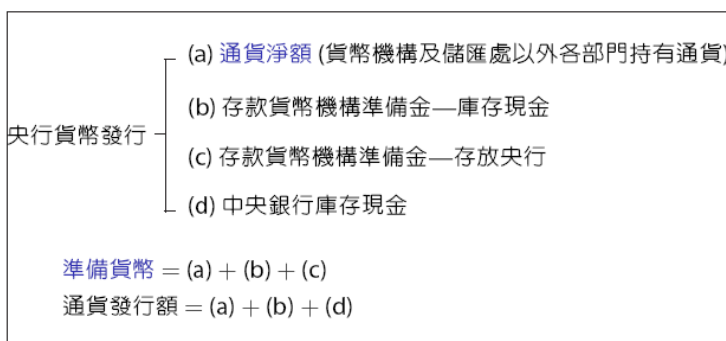 (a) 通貨淨額 (貨幣機構及儲匯處以外各部門持有通貨)
(b) 存款貨幣機構準備金—庫存現金
央行貨幣發行
(c) 存款貨幣機構準備金—存放央行
(d) 中央銀行庫存現金
準備貨幣 = (a) + (b) + (c)
通貨發行額 = (a) + (b) + (d)